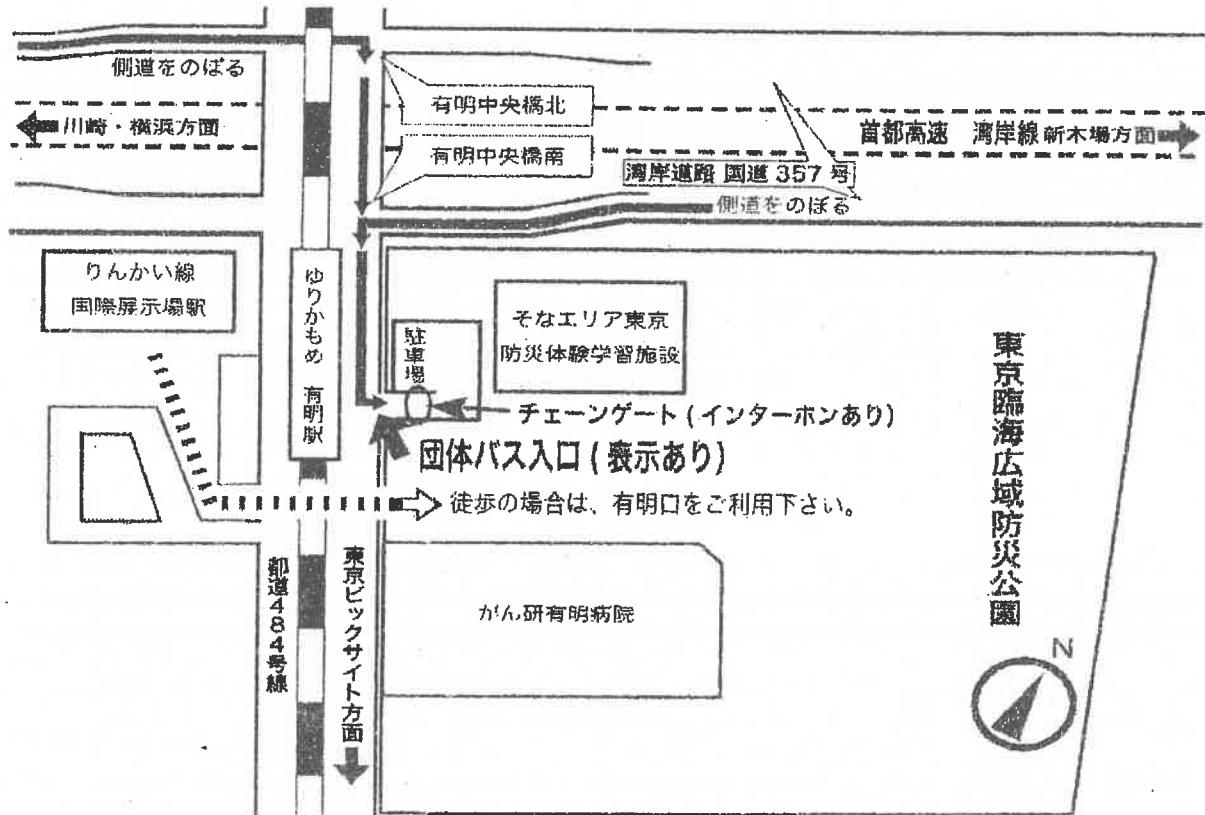 側道をのぼる
有明中央橋北
川崎・横浜方面
首都高速 湾岸線 新木場方面
有明中央橋南
湾岸道路 国道 357 号
側道をのぼる
りんかい線
国際展示場駅
ゆりかもめ 有明駅
駐車場
そなエリア東京
防災体験学習施設
チェーンゲート (インターホンあり)
団体バス入口 (表示あり)
徒歩の場合は、有明口をご利用下さい。
東京臨海広域防災公園
都道484号線
東京ビックサイト方面
がん研有明病院
N